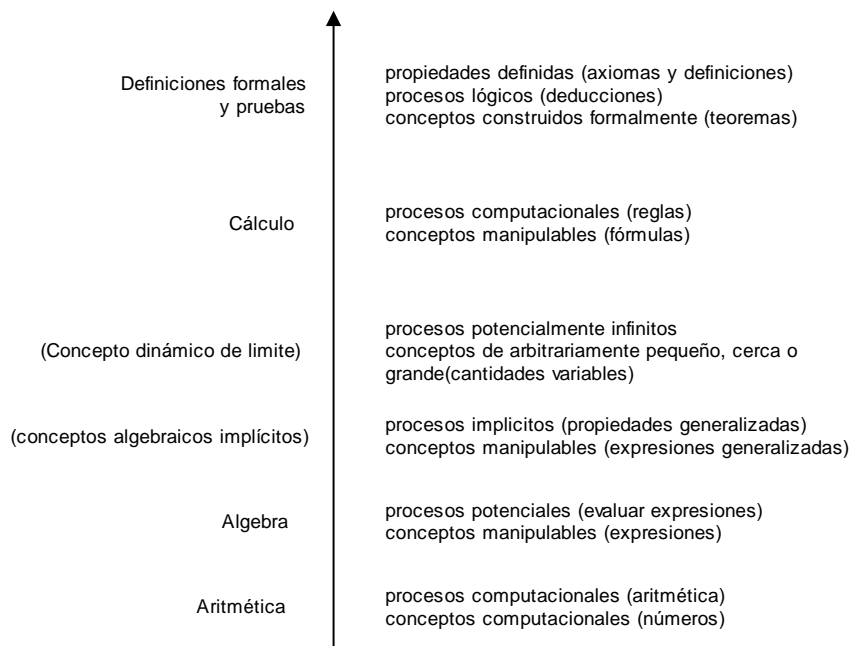 Definiciones formales
y pruebas
propiedades definidas (axiomas y definiciones)
procesos lógicos (deducciones)
conceptos construidos formalmente (teoremas)
Cálculo
procesos computacionales (reglas)
conceptos manipulables (fórmulas)
(Concepto dinámico de limite)
procesos potencialmente infinitos
conceptos de arbitrariamente pequeño, cerca o
grande(cantidades variables)
(conceptos algebraicos implícitos)
procesos implicitos (propiedades generalizadas)
conceptos manipulables (expresiones generalizadas)
Algebra
procesos potenciales (evaluar expresiones)
conceptos manipulables (expresiones)
Aritmética
procesos computacionales (aritmética)
conceptos computacionales (números)